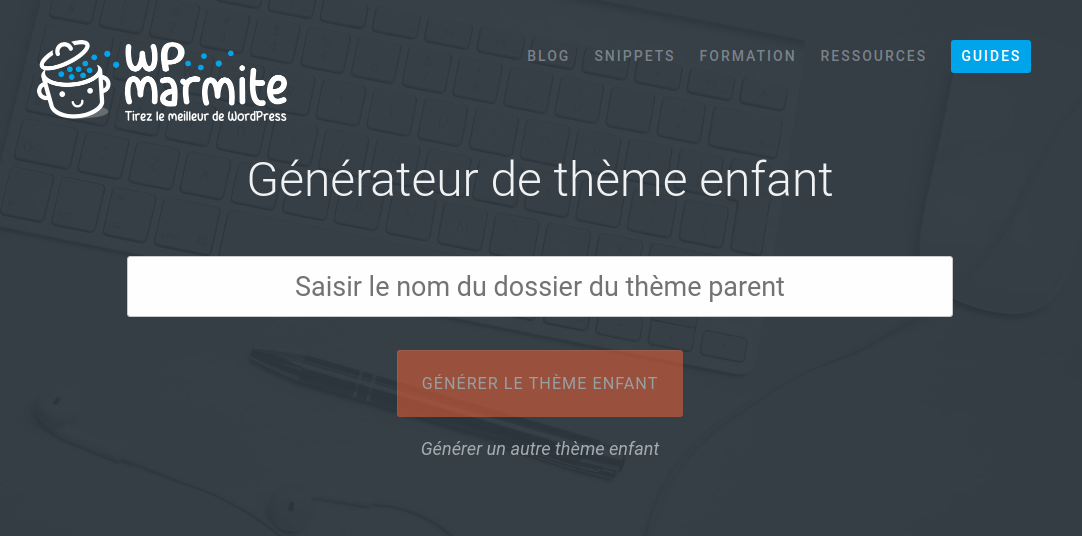 WP
marmite
Tirez le meilleur de WordPress
BLOG SNIPPETS FORMATION RESSOURCES GUIDES
Générateur de thème enfant
Saisir le nom du dossier du thème parent
GÉNÉRER LE THÈME ENFANT
Générer un autre thème enfant